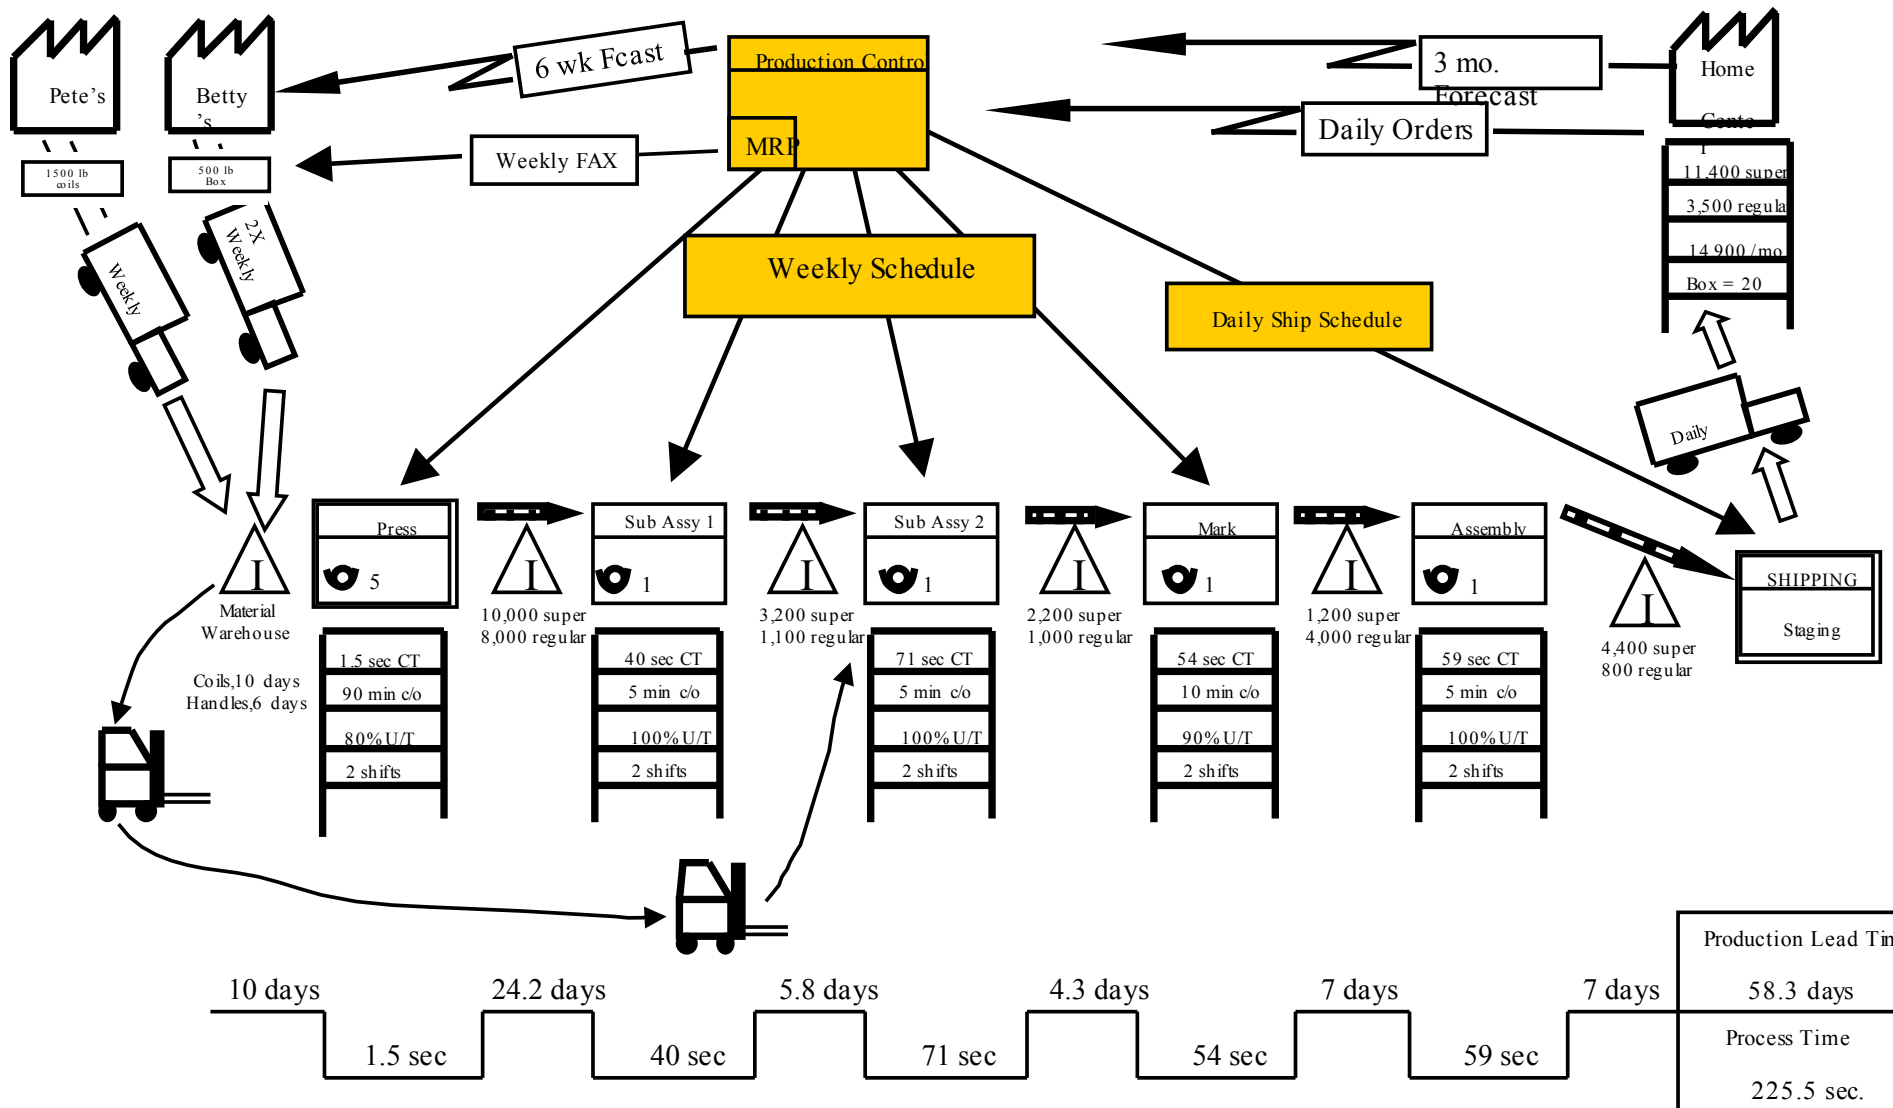 Pete's
Betty
's
6 wk Fcast
Production Contro
MRP
3 mo.
Forecast
Daily Orders
Home
Cente
r
Weekly FAX
1500 lb
coils
500 lb
Box
11,400 super
3,500 regula
14,900/mo
Box = 20
Weekly
2X
Weekly
Weekly Schedule
Daily Ship Schedule
Daily
I
Material
Warehouse
Coils,10 days
Handles,6 days
Press
5
1.5 sec CT
90 min c/o
80% U/T
2 shifts
I
10,000 super
8,000 regular
Sub Assy 1
1
40 sec CT
5 min c/o
100% U/T
2 shifts
I
3,200 super
1,100 regular
Sub Assy 2
1
71 sec CT
5 min c/o
100% U/T
2 shifts
I
2,200 super
1,000 regular
Mark
1
54 sec CT
10 min c/o
90% U/T
2 shifts
I
1,200 super
4,000 regular
Assembly
1
59 sec CT
5 min c/o
100% U/T
2 shifts
I
4,400 super
800 regular
SHIPPING
Staging
10 days
24.2 days
5.8 days
4.3 days
7 days
7 days
1.5 sec
40 sec
71 sec
54 sec
59 sec
Production Lead Tim
58.3 days
Process Time
225.5 sec.